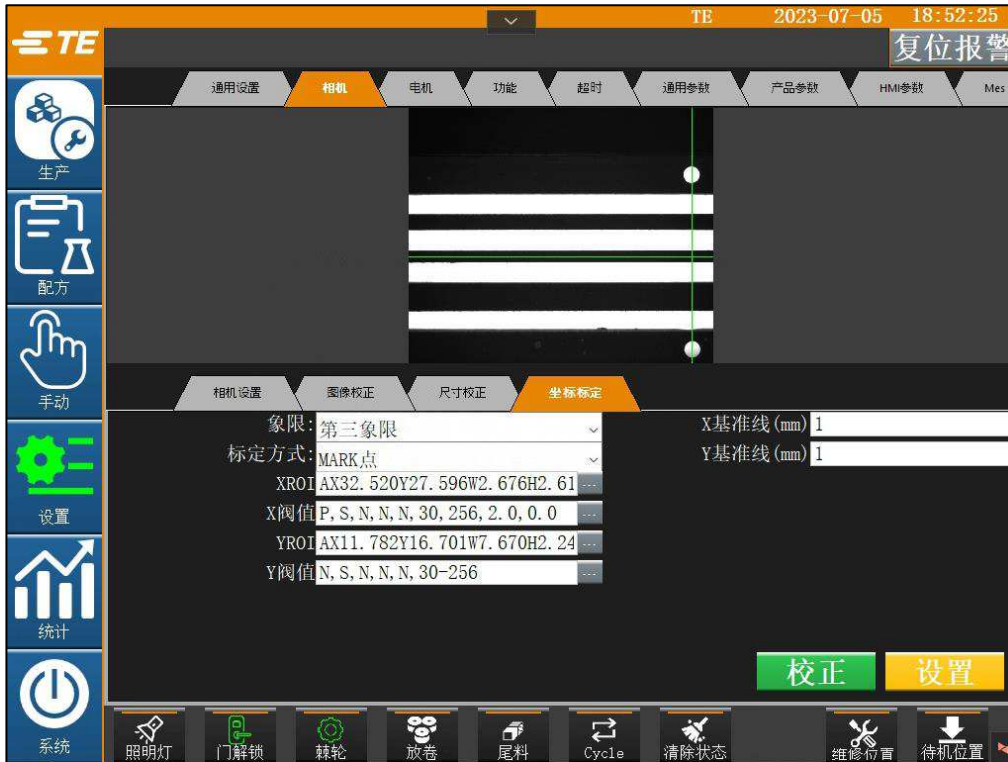 TE 2023-07-05 18:52:25
TE
复位报警
通用设置 相机 电机 功能 超时 通用参数 产品参数 HMI参数 Mes
生产
配方
手动
设置
统计
系统
相机设置 图像校正 尺寸校正 坐标标定
象限: 第三象限 X基准线(mm) 1
标定方式: MARK点 Y基准线(mm) 1
XROI AX32.520Y27.596W2.676H2.61 ...
X阀值 P,S,N,N,N,30,256,2.0,0.0 ...
YROI AX11.782Y16.701W7.670H2.24 ...
Y阀值 N,S,N,N,N,30-256 ...
校正 设置
照明灯 门解锁 棘轮 放卷 尾料 Cycle 清除状态 维修位置 待机位置